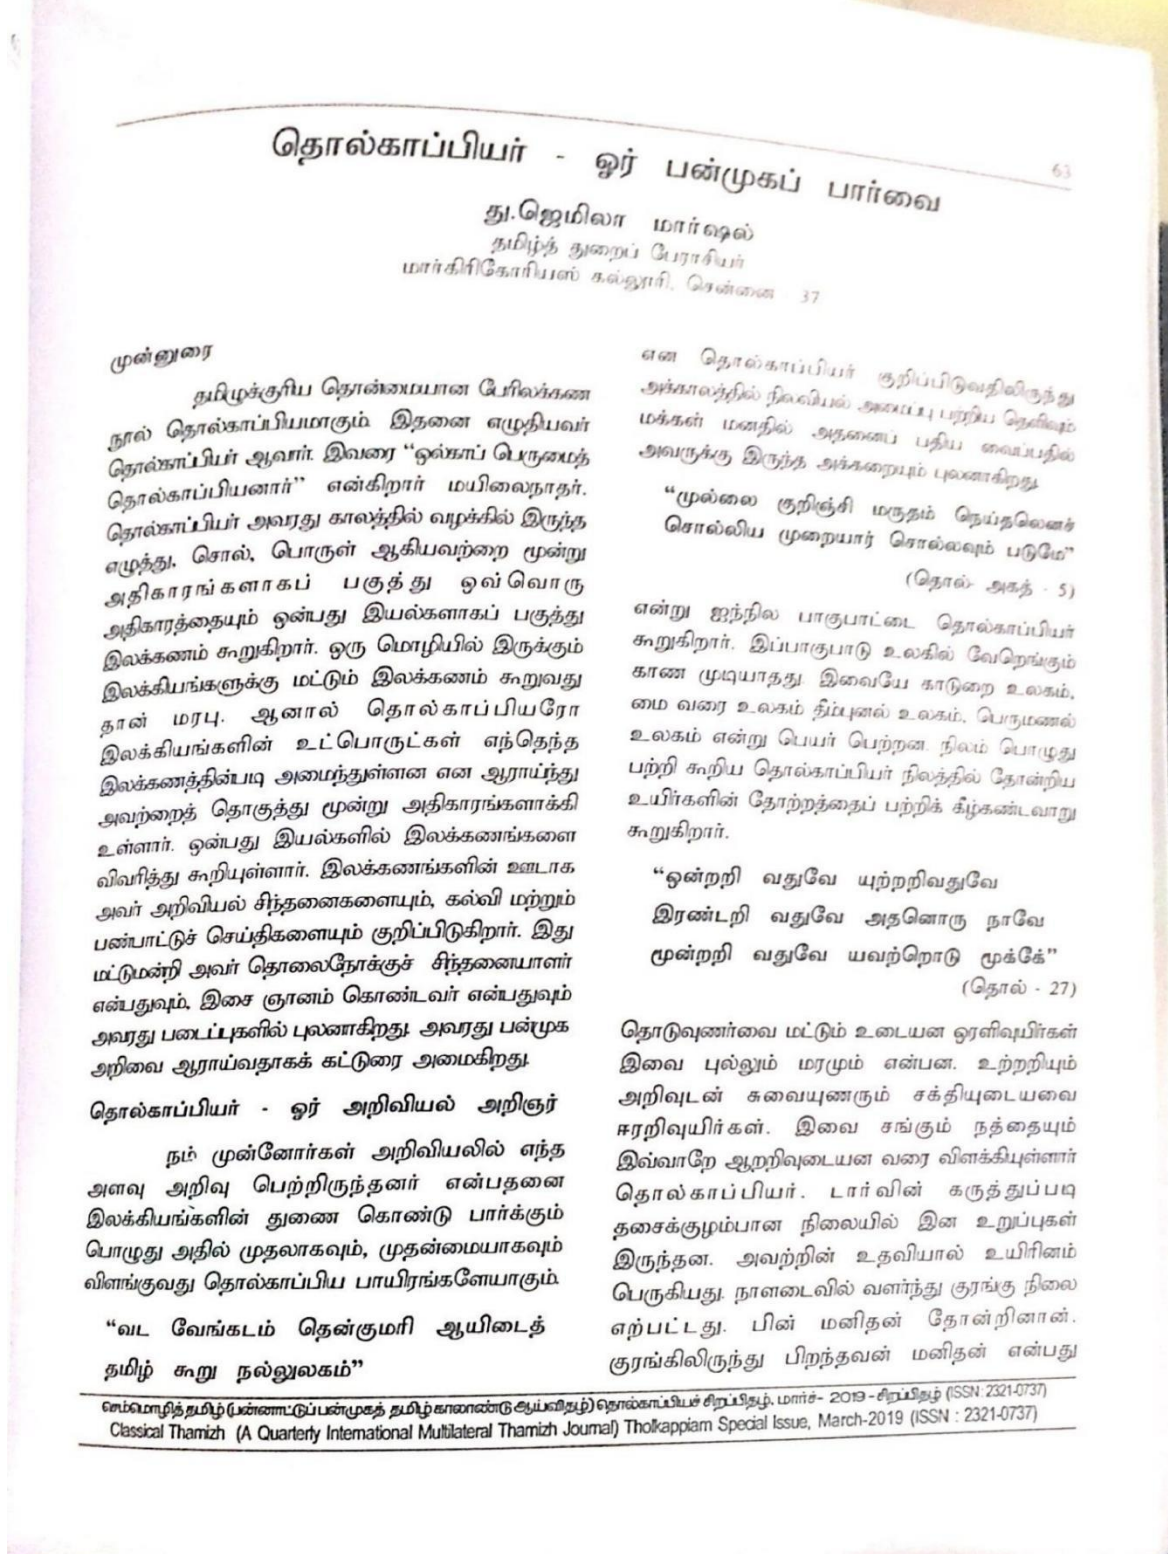 63
தொல்காப்பியர் - ஓர் பன்முகப் பார்வை
து.ஜெமிலா மார்ஷல்
தமிழ்த் துறைப் பேராசியர்
மார்கிரிகோரியஸ் கல்லூரி, சென்னை - 37
முன்னுரை
தமிழுக்குரிய தொன்மையான பேரிலக்கண
நூல் தொல்காப்பியமாகும். இதனை எழுதியவர்
தொல்காப்பியர் ஆவார். இவரை “ஒல்காப் பெருமைத்
தொல்காப்பியனார்” என்கிறார் மயிலைநாதர்.
தொல்காப்பியர் அவரது காலத்தில் வழக்கில் இருந்த
எழுத்து, சொல், பொருள் ஆகியவற்றை மூன்று
அதிகாரங்களாகப் பகுத்து ஒவ்வொரு
அதிகாரத்தையும் ஒன்பது இயல்களாகப் பகுத்து
இலக்கணம் கூறுகிறார். ஒரு மொழியில் இருக்கும்
இலக்கியங்களுக்கு மட்டும் இலக்கணம் கூறுவது
தான் மரபு. ஆனால் தொல்காப்பியரோ
இலக்கியங்களின் உட்பொருட்கள் எந்தெந்த
இலக்கணத்தின்படி அமைந்துள்ளன என ஆராய்ந்து
அவற்றைத் தொகுத்து மூன்று அதிகாரங்களாக்கி
உள்ளார். ஒன்பது இயல்களில் இலக்கணங்களை
விவரித்து கூறியுள்ளார். இலக்கணங்களின் ஊடாக
அவர் அறிவியல் சிந்தனைகளையும், கல்வி மற்றும்
பண்பாட்டுச் செய்திகளையும் குறிப்பிடுகிறார். இது
மட்டுமன்றி அவர் தொலைநோக்குச் சிந்தனையாளர்
என்பதுவும், இசை ஞானம் கொண்டவர் என்பதுவும்
அவரது படைப்புகளில் புலனாகிறது. அவரது பன்முக
அறிவை ஆராய்வதாகக் கட்டுரை அமைகிறது.
தொல்காப்பியர் - ஓர் அறிவியல் அறிஞர்
நம் முன்னோர்கள் அறிவியலில் எந்த
அளவு அறிவு பெற்றிருந்தனர் என்பதனை
இலக்கியங்களின் துணை கொண்டு பார்க்கும்
பொழுது அதில் முதலாகவும், முதன்மையாகவும்
விளங்குவது தொல்காப்பிய பாயிரங்களேயாகும்.
“வட வேங்கடம் தென்குமரி ஆயிடைத்
தமிழ் கூறு நல்லுலகம்”
என தொல்காப்பியர் குறிப்பிடுவதிலிருந்து
அக்காலத்தில் நிலவியல் அமைப்பு பற்றிய தெளிவும்
மக்கள் மனதில் அதனைப் பதிய வைப்பதில்
அவருக்கு இருந்த அக்கறையும் புலனாகிறது.
“முல்லை குறிஞ்சி மருதம் நெய்தலெனச்
சொல்லிய முறையார் சொல்லவும் படுமே”
(தொல்- அகத் - 5)
என்று ஐந்நில பாகுபாட்டை தொல்காப்பியர்
கூறுகிறார். இப்பாகுபாடு உலகில் வேறெங்கும்
காண முடியாதது. இவையே காடுறை உலகம்,
மை வரை உலகம் தீம்புனல் உலகம், பெருமணல்
உலகம் என்று பெயர் பெற்றன. நிலம் பொழுது
பற்றி கூறிய தொல்காப்பியர் நிலத்தில் தோன்றிய
உயிர்களின் தோற்றத்தைப் பற்றிக் கீழ்கண்டவாறு
கூறுகிறார்.
“ஒன்றறி வதுவே யுற்றறிவதுவே
இரண்டறி வதுவே அதனொரு நாவே
மூன்றறி வதுவே யவற்றொடு மூக்கே”
(தொல் - 27)
தொடுவுணர்வை மட்டும் உடையன ஒரளிவுயிர்கள்
இவை புல்லும் மரமும் என்பன. உற்றறியும்
அறிவுடன் சுவையுணரும் சக்தியுடையவை
ஈரறிவுயிர்கள். இவை சங்கும் நத்தையும்
இவ்வாறே ஆறறிவுடையன வரை விளக்கியுள்ளார்
தொல்காப்பியர். டார்வின் கருத்துப்படி
தசைக்குழம்பான நிலையில் இன உறுப்புகள்
இருந்தன. அவற்றின் உதவியால் உயிரினம்
பெருகியது. நாளடைவில் வளர்ந்து குரங்கு நிலை
எற்பட்டது. பின் மனிதன் தோன்றினான்.
குரங்கிலிருந்து பிறந்தவன் மனிதன் என்பது
செம்மொழித் தமிழ் (பன்னாட்டுப் பன்முகத் தமிழ் காலாண்டு ஆய்விதழ்) தொல்காப்பியச் சிறப்பிதழ், மார்ச் - 2019 - சிறப்பிதழ் (ISSN: 2321-0737)
Classical Thamizh (A Quarterly International Multilateral Thamizh Journal) Tholkappiam Special Issue, March-2019 (ISSN : 2321-0737)